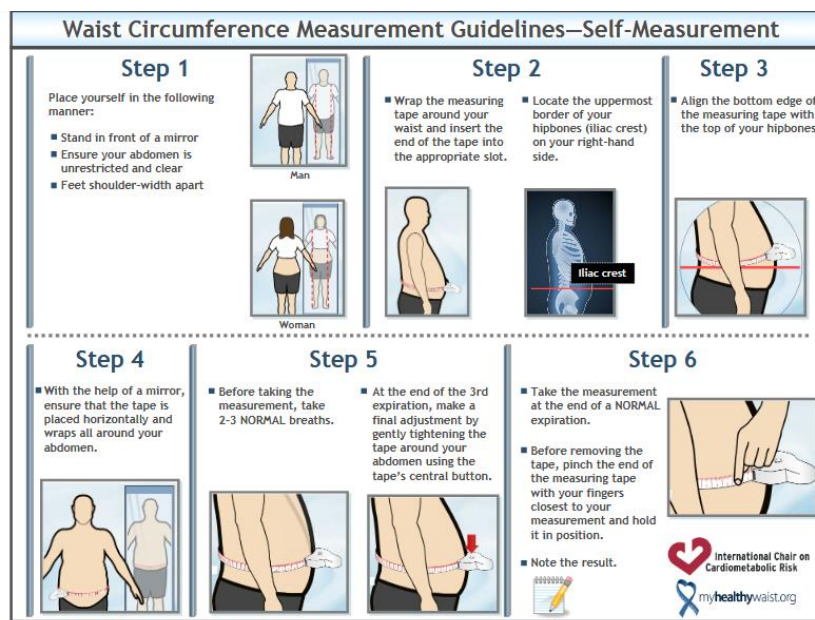 Waist Circumference Measurement Guidelines—Self-Measurement
Step 1
Place yourself in the following
manner:
■ Stand in front of a mirror
■ Ensure your abdomen is
unrestricted and clear
■ Feet shoulder-width apart
Man
Woman
Step 2
■ Wrap the measuring
tape around your
waist and insert the
end of the tape into
the appropriate slot.
■ Locate the uppermost
border of your
hipbones (iliac crest)
on your right-hand
side.
Iliac crest
Step 3
■ Align the bottom edge of
the measuring tape with
the top of your hipbones
Step 4
■ With the help of a mirror,
ensure that the tape is
placed horizontally and
wraps all around your
abdomen.
Step 5
■ Before taking the
measurement, take
2-3 NORMAL breaths.
■ At the end of the 3rd
expiration, make a
final adjustment by
gently tightening the
tape around your
abdomen using the
tape's central button.
Step 6
■ Take the measurement
at the end of a NORMAL
expiration.
■ Before removing the
tape, pinch the end of
the measuring tape
with your fingers
closest to your
measurement and hold
it in position.
■ Note the result.
International Chair on
Cardiometabolic Risk
myhealthywaist.org